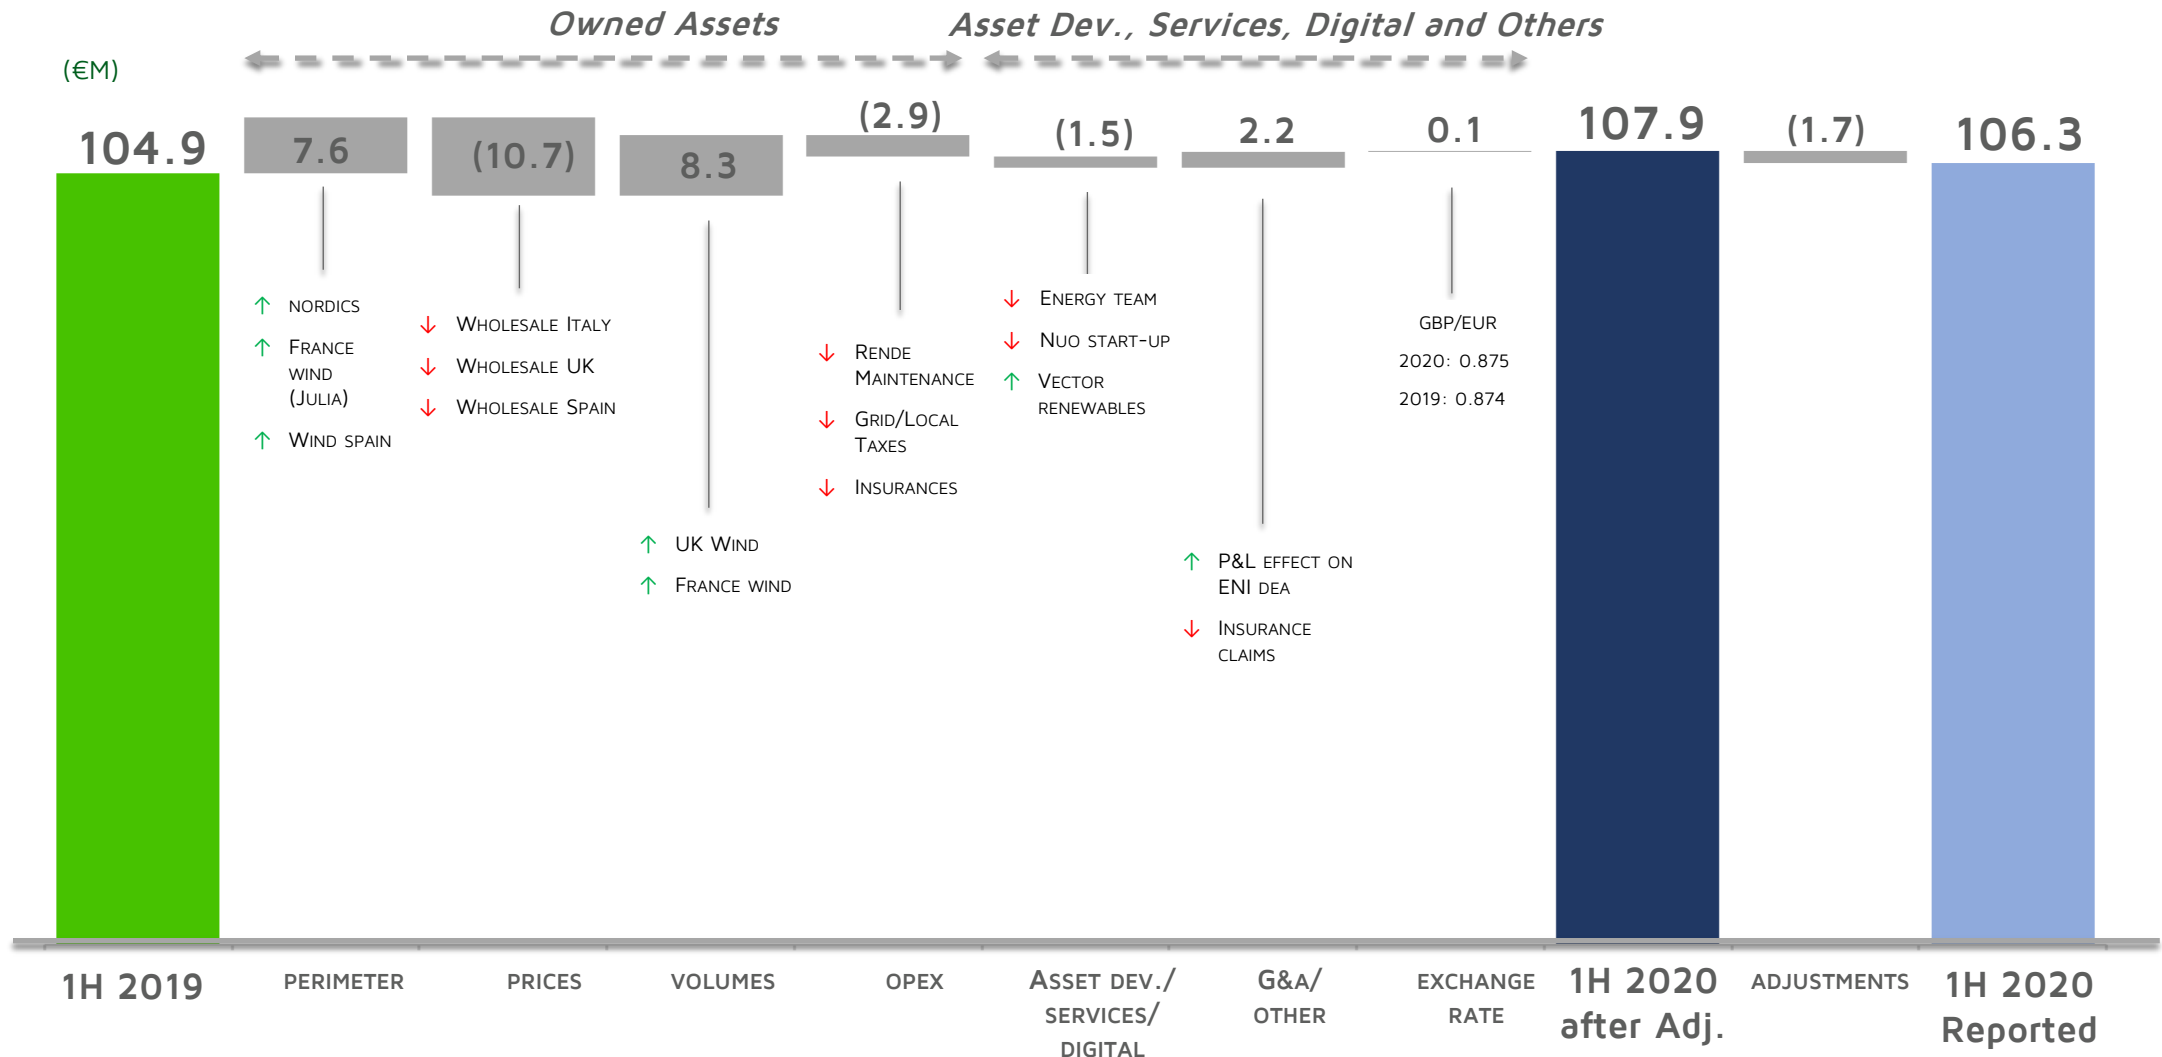 Owned Assets
Asset Dev., Services, Digital and Others
(€M)
104.9
7.6
(10.7)
8.3
(2.9)
(1.5)
2.2
0.1
107.9
(1.7)
106.3
↑ NORDICS
↑ FRANCE
WIND
(JULIA)
↑ WIND SPAIN
↓ WHOLESALE ITALY
↓ WHOLESALE UK
↓ WHOLESALE SPAIN
↑ UK WIND
↑ FRANCE WIND
↓ RENDE
MAINTENANCE
↓ GRID/LOCAL
TAXES
↓ INSURANCES
↓ ENERGY TEAM
↓ NUO START-UP
↑ VECTOR
RENEWABLES
↑ P&L EFFECT ON
ENI DEA
↓ INSURANCE
CLAIMS
GBP/EUR
2020: 0.875
2019: 0.874
1H 2019
PERIMETER
PRICES
VOLUMES
OPEX
ASSET DEV./
SERVICES/
DIGITAL
G&A/
OTHER
EXCHANGE
RATE
1H 2020
after Adj.
ADJUSTMENTS
1H 2020
Reported